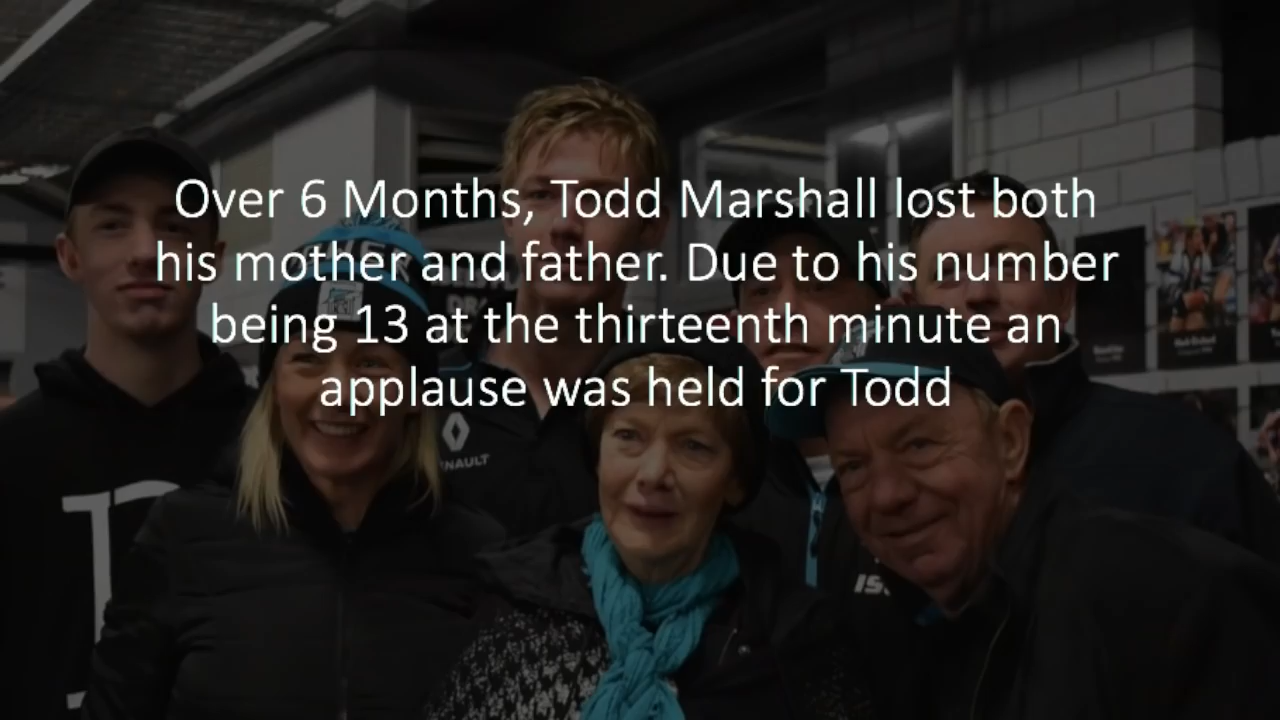 Over 6 Months, Todd Marshall lost both
his mother and father. Due to his number
being 13 at the thirteenth minute an
applause was held for Todd